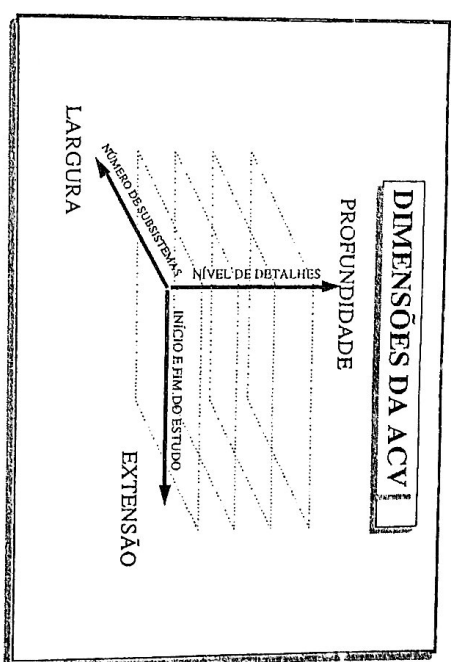 DIMENSÕES DA ACV
PROFUNDIDADE
NÍVEL DE DETALHES
NÚMERO DE SUBSISTEMAS
LARGURA
INÍCIO E FIM DO ESTUDO
EXTENSÃO